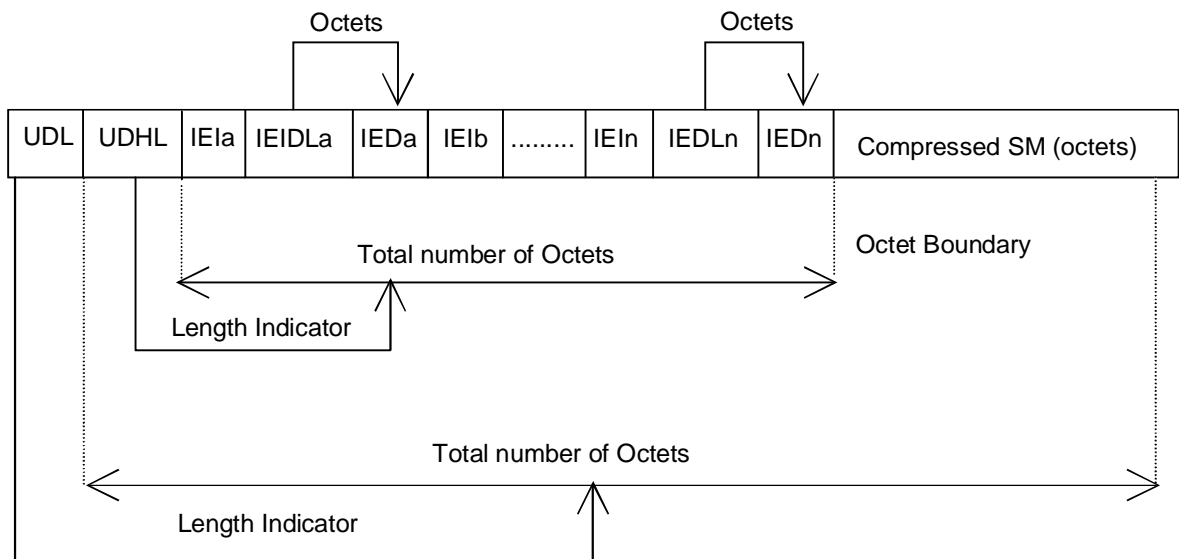 Octets Octets
UDL UDHL IEIa IEIDLa IEDa IEIb ......... IEIn IEDLn IEDn Compressed SM (octets)
Total number of Octets Octet Boundary
Length Indicator
Total number of Octets
Length Indicator